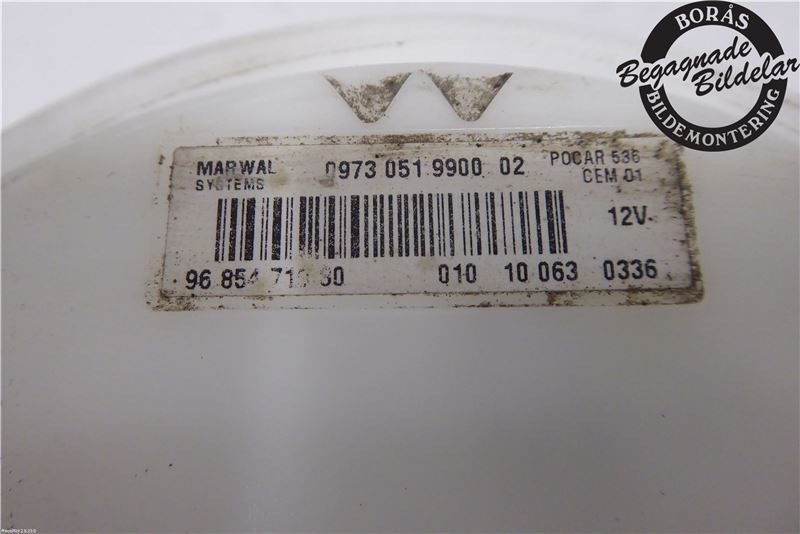 BORÅS
Begagnade
Bildelar
BILDEMONTERING
MARWAL 0973 051 9900 02 POCAR 536
SYSTEMS CEM 01
12V-
96 854 80 010 10 063 0336